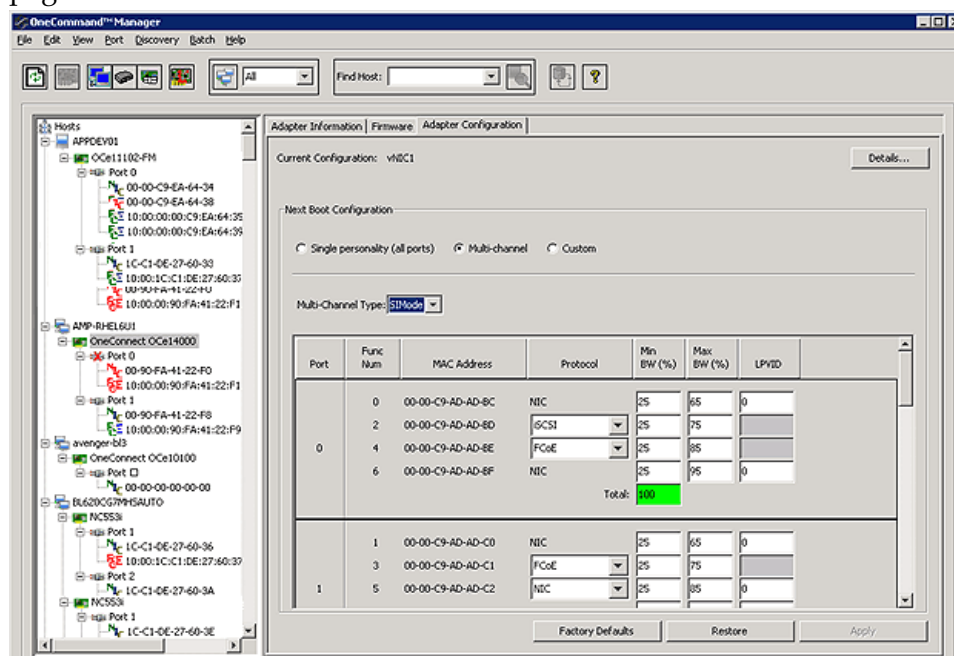 OneCommand™ Manager
File Edit View Port Discovery Batch Help
All Find Host:
Hosts
APPDEV01
OCe11102-FM
Port 0
00-00-C9-EA-64-34
00-00-C9-EA-64-38
10:00:00:00:C9:EA:64:35
10:00:00:00:C9:EA:64:39
Port 1
1C-C1-DE-27-60-33
10:00:1C:C1:DE:27:60:37
00-90-FA-41-22-F0
10:00:00:90:FA:41:22:F1
AMP-RHEL6U1
OneConnect OCe14000
Port 0
00-90-FA-41-22-F0
10:00:00:90:FA:41:22:F1
Port 1
00-90-FA-41-22-F8
10:00:00:90:FA:41:22:F9
avenger-bl3
OneConnect OCe10100
Port 0
00-00-00-00-00-00
BL620CG7MHSAUTO
NC553i
Port 1
1C-C1-DE-27-60-36
10:00:1C:C1:DE:27:60:37
Port 2
1C-C1-DE-27-60-3A
NC553i
Port 1
1C-C1-DE-27-60-3E
Adapter Information Firmware Adapter Configuration
Current Configuration: vNIC1 Details...
Next Boot Configuration
Single personality (all ports) Multi-channel Custom
Multi-Channel Type: SIMode
Port Func Num MAC Address Protocol Min BW (%) Max BW (%) LPVID
0 00-00-C9-AD-AD-BC NIC 25 65 0
2 00-00-C9-AD-AD-BD iSCSI 25 75
0 4 00-00-C9-AD-AD-BE FCoE 25 85
6 00-00-C9-AD-AD-BF NIC 25 95 0
Total: 100
1 00-00-C9-AD-AD-C0 NIC 25 65 0
3 00-00-C9-AD-AD-C1 FCoE 25 75
1 5 00-00-C9-AD-AD-C2 NIC 25 85 0
Factory Defaults Restore Apply